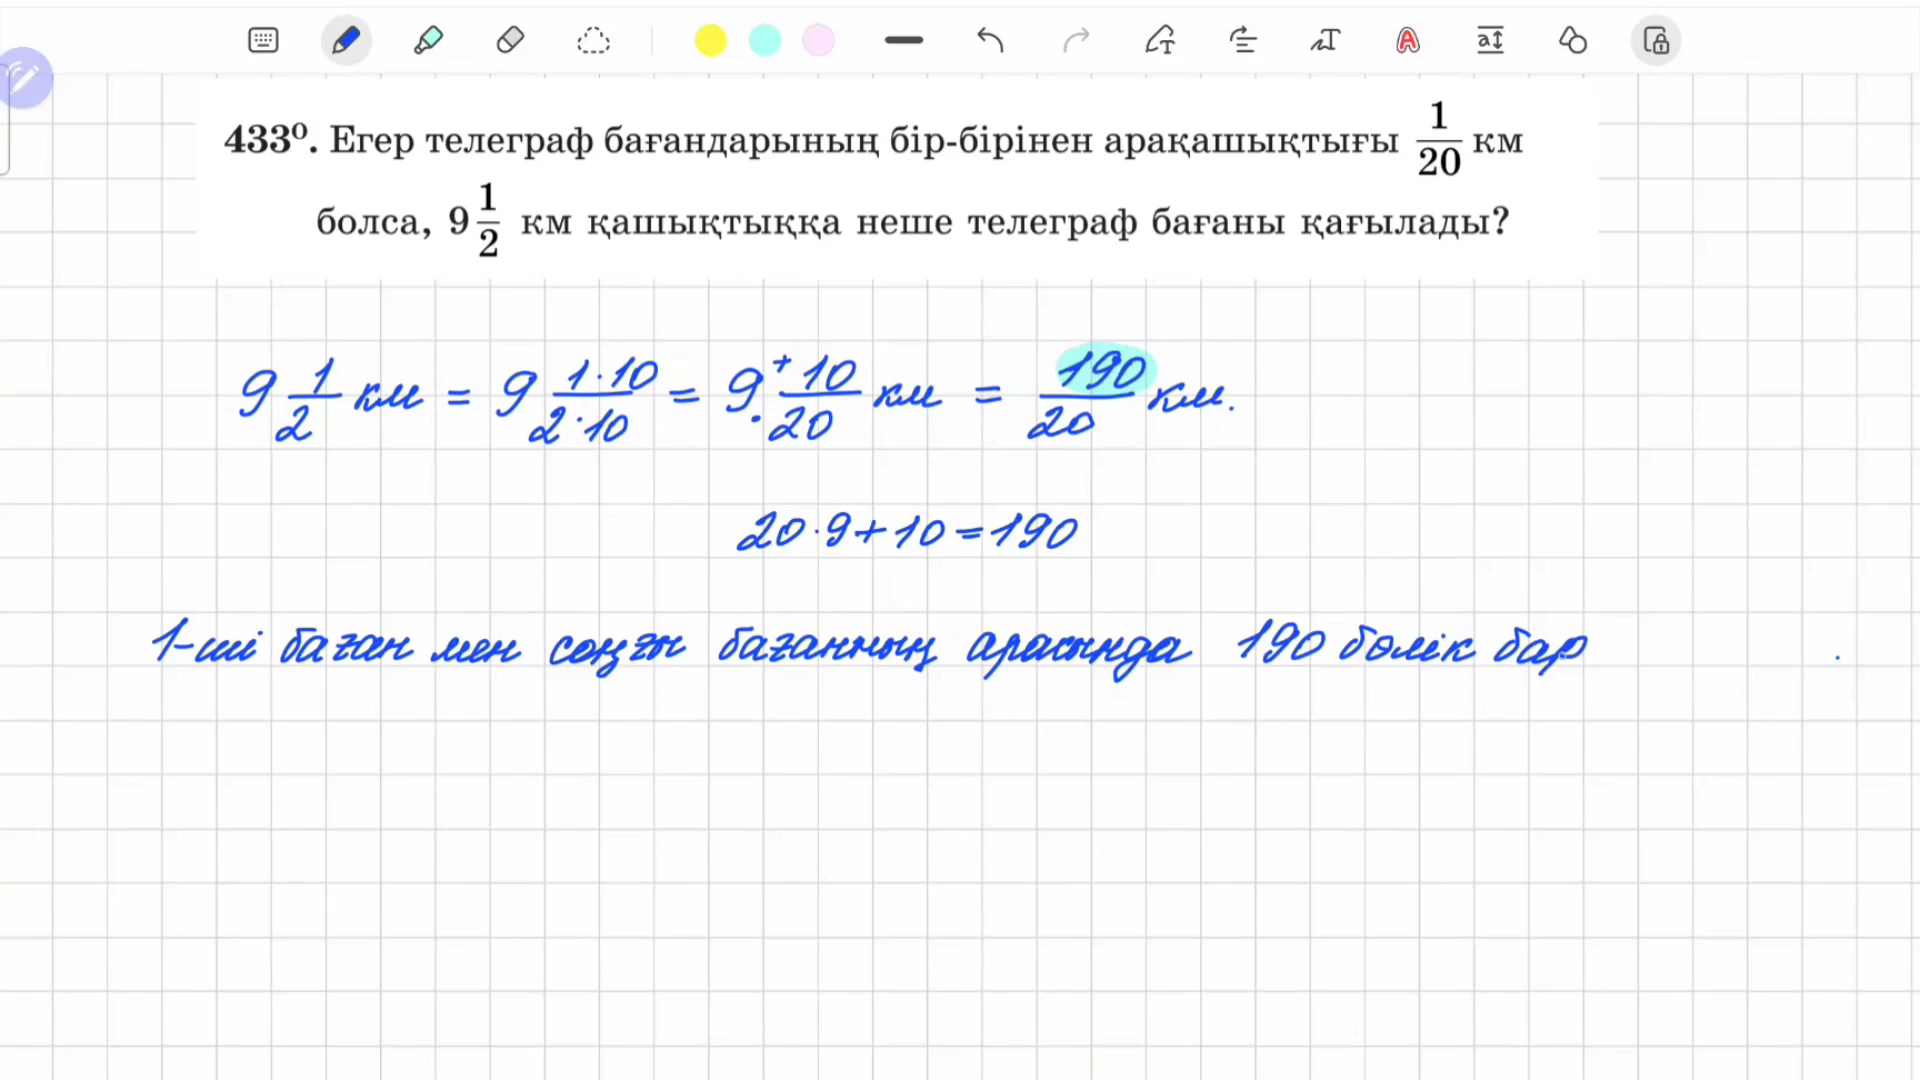 433⁰. Егер телеграф бағандарының бір-бірінен арақашықтығы 1/20 км
болса, 9 1/2 км қашықтыққа неше телеграф бағаны қағылады?
9 1/2 км = 9 1·10/2·10 = 9 10/20 км = 190/20 км.
20·9+10=190
1-ші баған мен соңғы бағанның арасында 190 бөлік бар